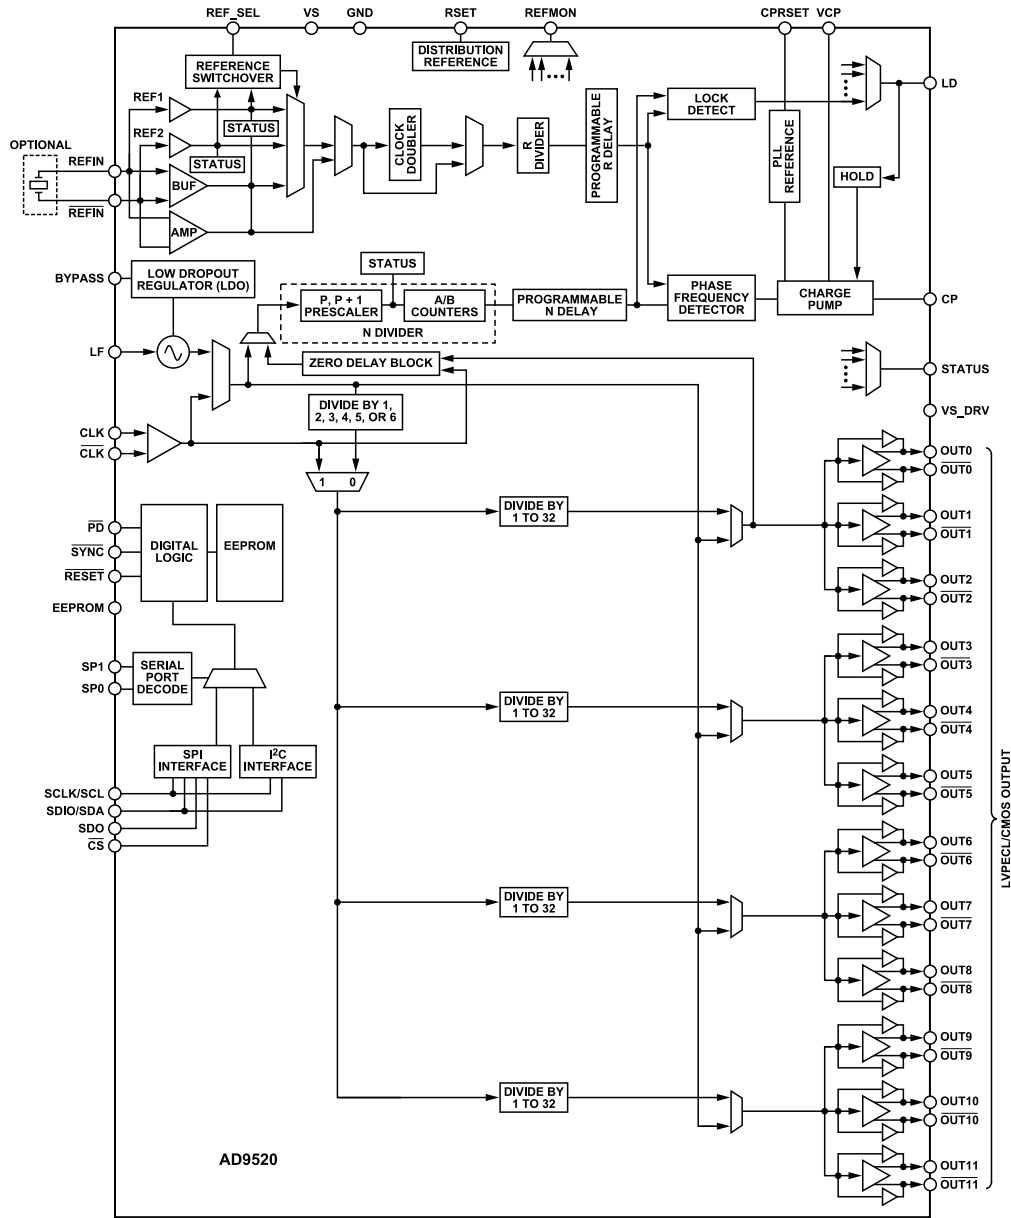 REF_SEL VS GND RSET REFMON CPRSET VCP
REFERENCE
SWITCHOVER
DISTRIBUTION
REFERENCE
REF1
REF2
STATUS
STATUS
OPTIONAL
REFIN
REFIN
BUF
AMP
CLOCK
DOUBLER
R
DIVIDER
PROGRAMMABLE
R DELAY
LOCK
DETECT
PLL
REFERENCE
HOLD
LD
BYPASS
LOW DROPOUT
REGULATOR (LDO)
STATUS
P, P + 1
PRESCALER
A/B
COUNTERS
N DIVIDER
PROGRAMMABLE
N DELAY
PHASE
FREQUENCY
DETECTOR
CHARGE
PUMP
CP
LF
ZERO DELAY BLOCK
STATUS
DIVIDE BY 1,
2, 3, 4, 5, OR 6
VS_DRV
CLK
CLK
1 0
OUT0
OUT0
DIVIDE BY
1 TO 32
OUT1
OUT1
OUT2
OUT2
PD
SYNC
RESET
EEPROM
DIGITAL
LOGIC
EEPROM
SP1
SP0
SERIAL
PORT
DECODE
OUT3
OUT3
DIVIDE BY
1 TO 32
OUT4
OUT4
OUT5
OUT5
SPI
INTERFACE
I²C
INTERFACE
SCLK/SCL
SDIO/SDA
SDO
CS
LVPECL/CMOS OUTPUT
OUT6
OUT6
DIVIDE BY
1 TO 32
OUT7
OUT7
OUT8
OUT8
OUT9
OUT9
DIVIDE BY
1 TO 32
OUT10
OUT10
OUT11
OUT11
AD9520